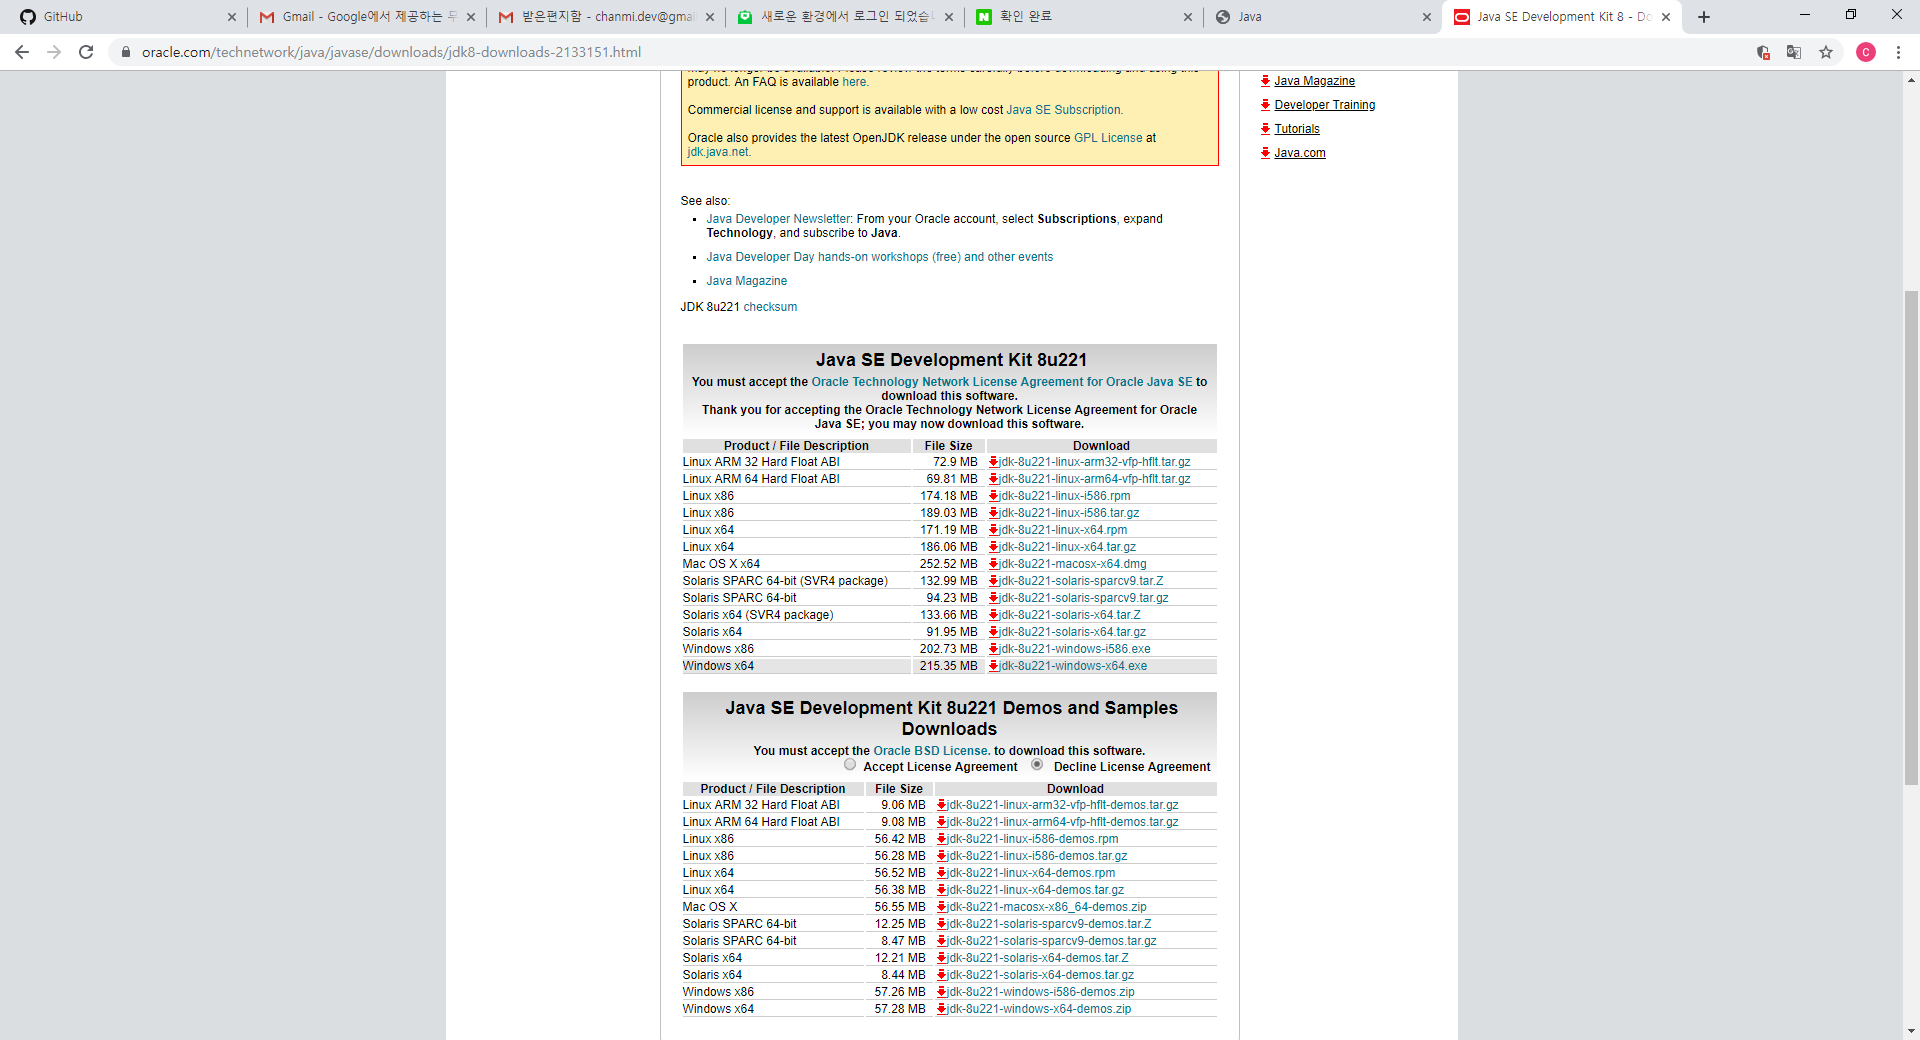 GitHub
Gmail - Google에서 제공하는 무
받은편지함 - chanmi.dev@gmai
새로운 환경에서 로그인 되었습니
확인 완료
Java
Java SE Development Kit 8 - Do
oracle.com/technetwork/java/javase/downloads/jdk8-downloads-2133151.html
C
product. An FAQ is available here.
Commercial license and support is available with a low cost Java SE Subscription.
Oracle also provides the latest OpenJDK release under the open source GPL License at
jdk.java.net.
Java Magazine
Developer Training
Tutorials
Java.com
See also:
Java Developer Newsletter: From your Oracle account, select Subscriptions, expand
Technology, and subscribe to Java.
Java Developer Day hands-on workshops (free) and other events
Java Magazine
JDK 8u221 checksum
Java SE Development Kit 8u221
You must accept the Oracle Technology Network License Agreement for Oracle Java SE to
download this software.
Thank you for accepting the Oracle Technology Network License Agreement for Oracle
Java SE; you may now download this software.
Product / File Description File Size Download
Linux ARM 32 Hard Float ABI 72.9 MB jdk-8u221-linux-arm32-vfp-hflt.tar.gz
Linux ARM 64 Hard Float ABI 69.81 MB jdk-8u221-linux-arm64-vfp-hflt.tar.gz
Linux x86 174.18 MB jdk-8u221-linux-i586.rpm
Linux x86 189.03 MB jdk-8u221-linux-i586.tar.gz
Linux x64 171.19 MB jdk-8u221-linux-x64.rpm
Linux x64 186.06 MB jdk-8u221-linux-x64.tar.gz
Mac OS X x64 252.52 MB jdk-8u221-macosx-x64.dmg
Solaris SPARC 64-bit (SVR4 package) 132.99 MB jdk-8u221-solaris-sparcv9.tar.Z
Solaris SPARC 64-bit 94.23 MB jdk-8u221-solaris-sparcv9.tar.gz
Solaris x64 (SVR4 package) 133.66 MB jdk-8u221-solaris-x64.tar.Z
Solaris x64 91.95 MB jdk-8u221-solaris-x64.tar.gz
Windows x86 202.73 MB jdk-8u221-windows-i586.exe
Windows x64 215.35 MB jdk-8u221-windows-x64.exe
Java SE Development Kit 8u221 Demos and Samples
Downloads
You must accept the Oracle BSD License. to download this software.
Accept License Agreement Decline License Agreement
Product / File Description File Size Download
Linux ARM 32 Hard Float ABI 9.06 MB jdk-8u221-linux-arm32-vfp-hflt-demos.tar.gz
Linux ARM 64 Hard Float ABI 9.08 MB jdk-8u221-linux-arm64-vfp-hflt-demos.tar.gz
Linux x86 56.42 MB jdk-8u221-linux-i586-demos.rpm
Linux x86 56.28 MB jdk-8u221-linux-i586-demos.tar.gz
Linux x64 56.52 MB jdk-8u221-linux-x64-demos.rpm
Linux x64 56.38 MB jdk-8u221-linux-x64-demos.tar.gz
Mac OS X 56.55 MB jdk-8u221-macosx-x86_64-demos.zip
Solaris SPARC 64-bit 12.25 MB jdk-8u221-solaris-sparcv9-demos.tar.Z
Solaris SPARC 64-bit 8.47 MB jdk-8u221-solaris-sparcv9-demos.tar.gz
Solaris x64 12.21 MB jdk-8u221-solaris-x64-demos.tar.Z
Solaris x64 8.44 MB jdk-8u221-solaris-x64-demos.tar.gz
Windows x86 57.26 MB jdk-8u221-windows-i586-demos.zip
Windows x64 57.28 MB jdk-8u221-windows-x64-demos.zip